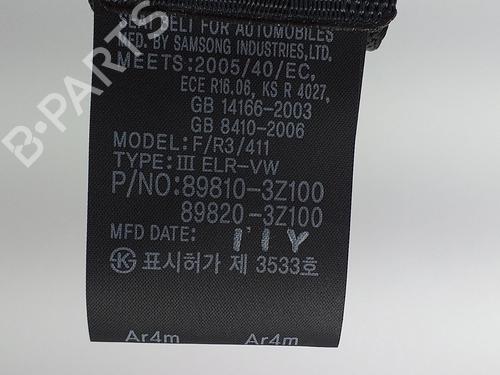 SEAT BELT FOR AUTOMOBILES
MFD. BY SAMSONG INDUSTRIES,LTD.
MEETS:2005/40/EC,
ECE R16.06, KS R 4027,
GB 14166-2003
GB 8410-2006
MODEL:F/R3/411
TYPE:III ELR-VW
P/NO:89810-3Z100
89820-3Z100
MFD DATE: 1'1Y
표시허가 제 3533호
Ar4m Ar4m
B-PARTS